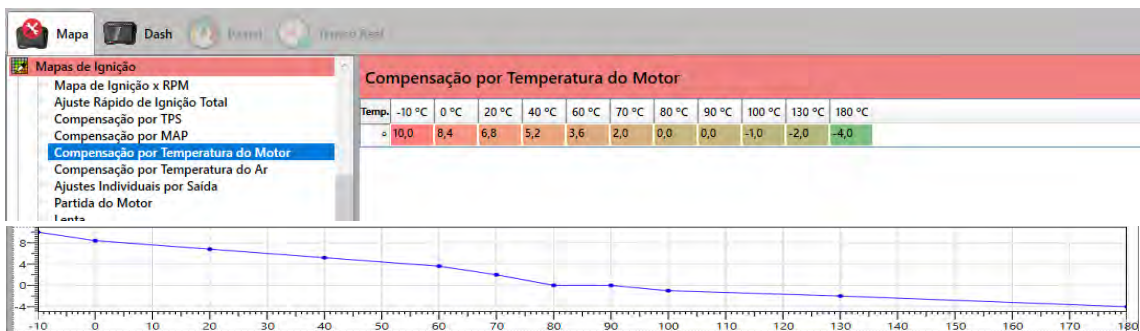 Mapa Dash
Mapas de Ignição
Mapa de Ignição x RPM
Ajuste Rápido de Ignição Total
Compensação por TPS
Compensação por MAP
Compensação por Temperatura do Motor
Compensação por Temperatura do Ar
Ajustes Individuais por Saída
Partida do Motor
Lenta
Compensação por Temperatura do Motor
Temp. -10 °C 0 °C 20 °C 40 °C 60 °C 70 °C 80 °C 90 °C 100 °C 130 °C 180 °C
° 10,0 8,4 6,8 5,2 3,6 2,0 0,0 0,0 -1,0 -2,0 -4,0
8
4
0
-4
-10 0 10 20 30 40 50 60 70 80 90 100 110 120 130 140 150 160 170 180